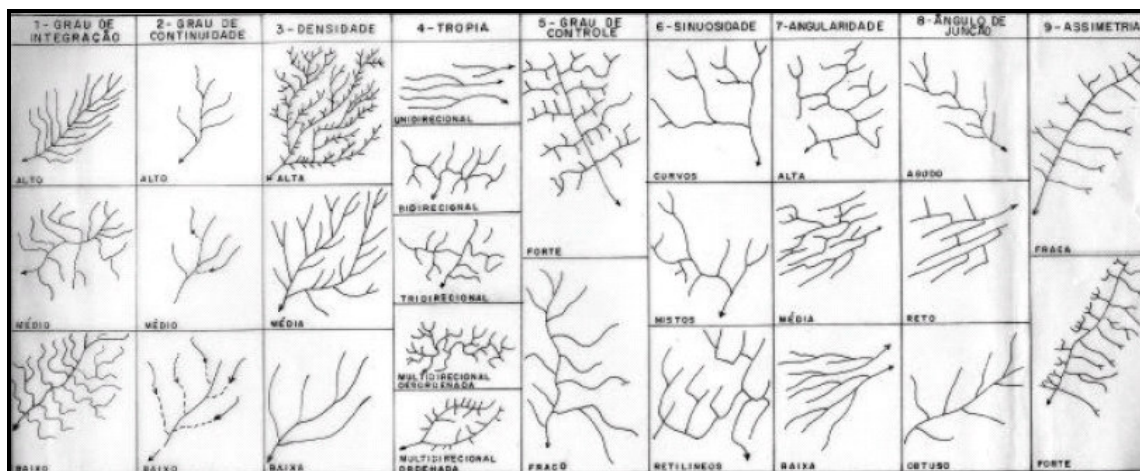 1- GRAU DE
INTEGRAÇÃO
ALTO
MÉDIO
BAIXO
2- GRAU DE
CONTINUIDADE
ALTO
MÉDIO
BAIXO
3-DENSIDADE
ALTA
MÉDIA
BAIXA
4-TROPIA
UNIDIRECIONAL
BIDIRECIONAL
TRIDIRECIONAL
MULTIDIRECIONAL
DESORDENADA
MULTIDIRECIONAL
ORDENADA
5-GRAU DE
CONTROLE
FORTE
FRACO
6-SINUOSIDADE
CURVOS
MISTOS
RETILINEOS
7-ANGULARIDADE
ALTA
MÉDIA
BAIXA
8-ÂNGULO DE
JUNÇÃO
AGUDO
RETO
OBTUSO
9-ASSIMETRIA
FRACA
FORTE